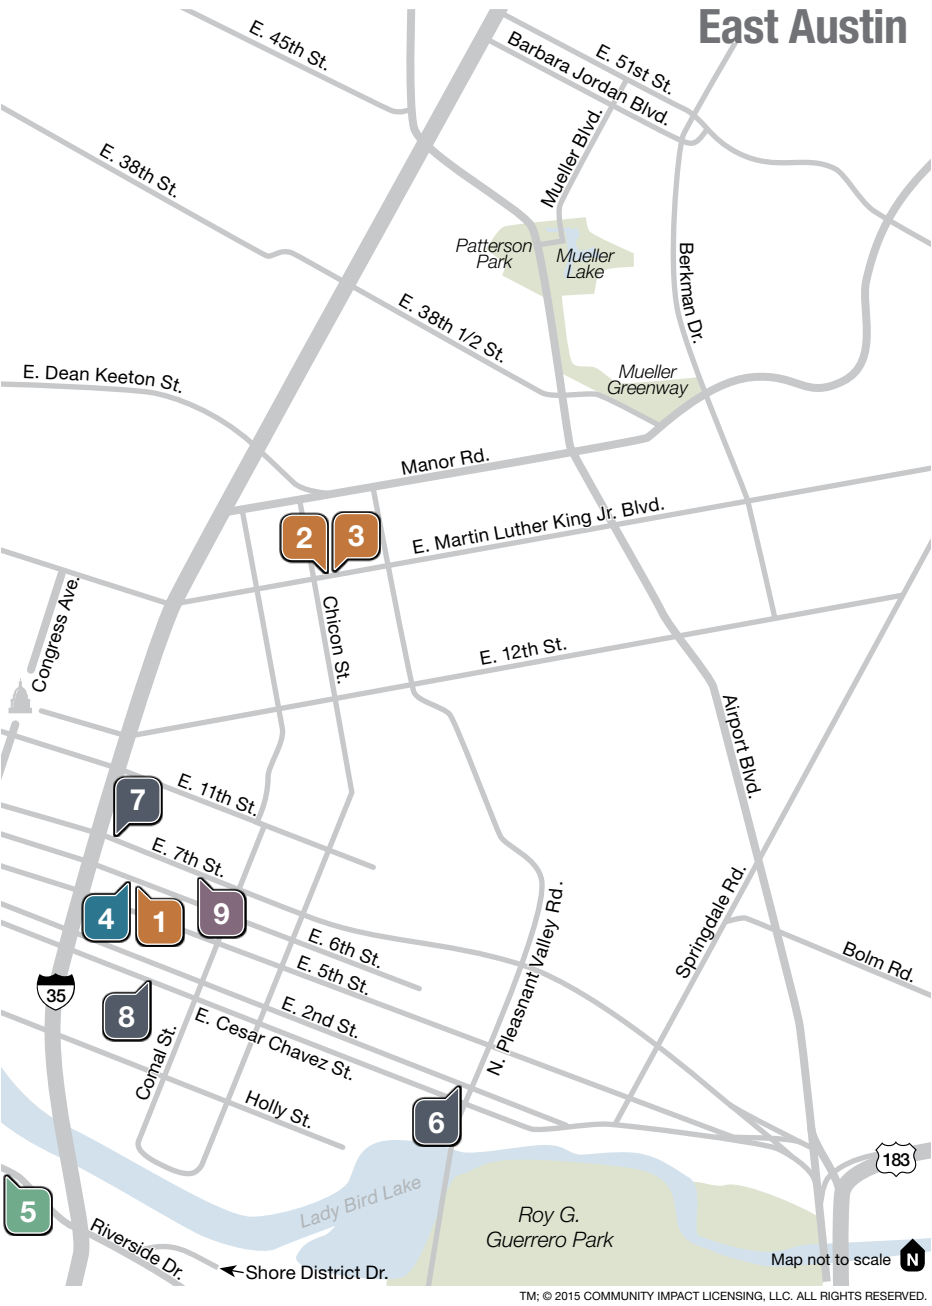 East Austin
E. 45th St.
E. 51st St.
Barbara Jordan Blvd.
Mueller Blvd.
E. 38th St.
Patterson
Park
Mueller
Lake
Berkman Dr.
E. 38th 1/2 St.
E. Dean Keeton St.
Mueller
Greenway
Manor Rd.
2
3
E. Martin Luther King Jr. Blvd.
Congress Ave.
Chicon St.
E. 12th St.
Airport Blvd.
7
E. 11th St.
E. 7th St.
4
1
9
N. Pleasnant Valley Rd.
Springdale Rd.
E. 6th St.
Bolm Rd.
E. 5th St.
35
8
E. 2nd St.
E. Cesar Chavez St.
Comal St.
Holly St.
6
183
5
Lady Bird Lake
Roy G.
Guerrero Park
Riverside Dr.
Shore District Dr.
Map not to scale N
TM; © 2015 COMMUNITY IMPACT LICENSING, LLC. ALL RIGHTS RESERVED.